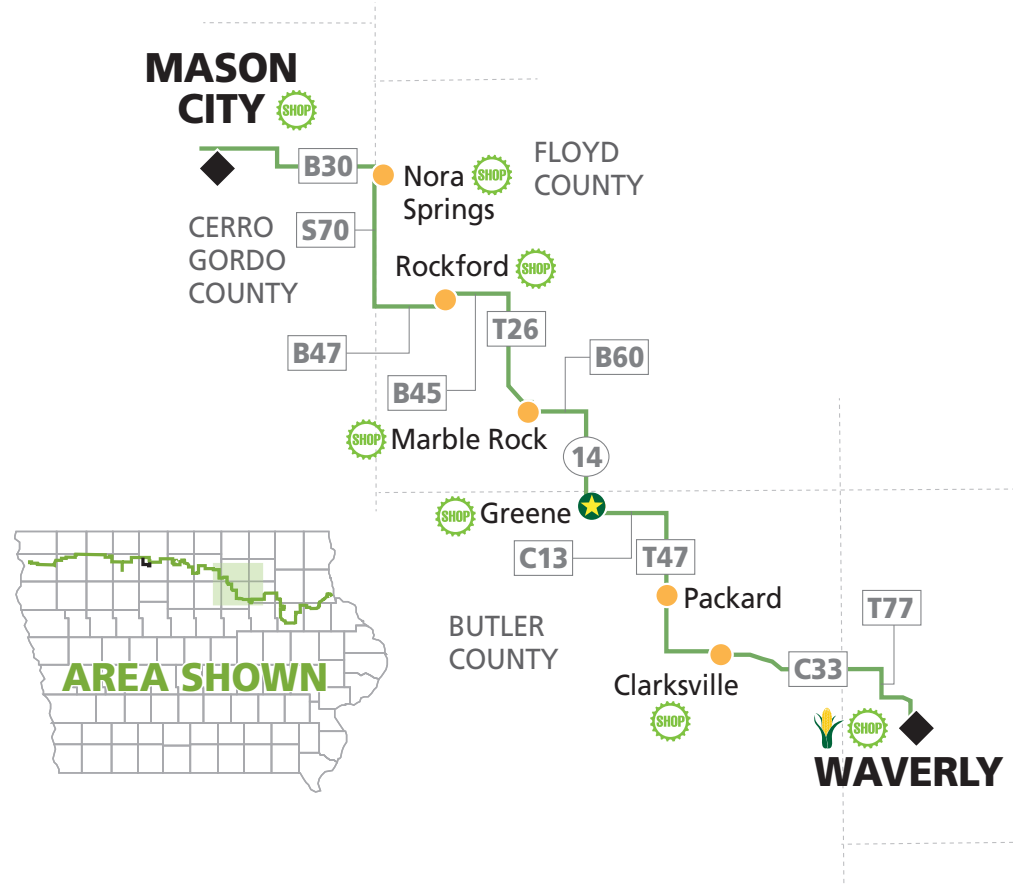 MASON
CITY SHOP
B30
Nora SHOP
Springs
FLOYD
COUNTY
CERRO
GORDO
COUNTY
S70
Rockford SHOP
B47
T26
B45
B60
SHOP Marble Rock
14
SHOP Greene
C13
T47
Packard
BUTLER
COUNTY
T77
AREA SHOWN
Clarksville
SHOP
C33
SHOP
WAVERLY